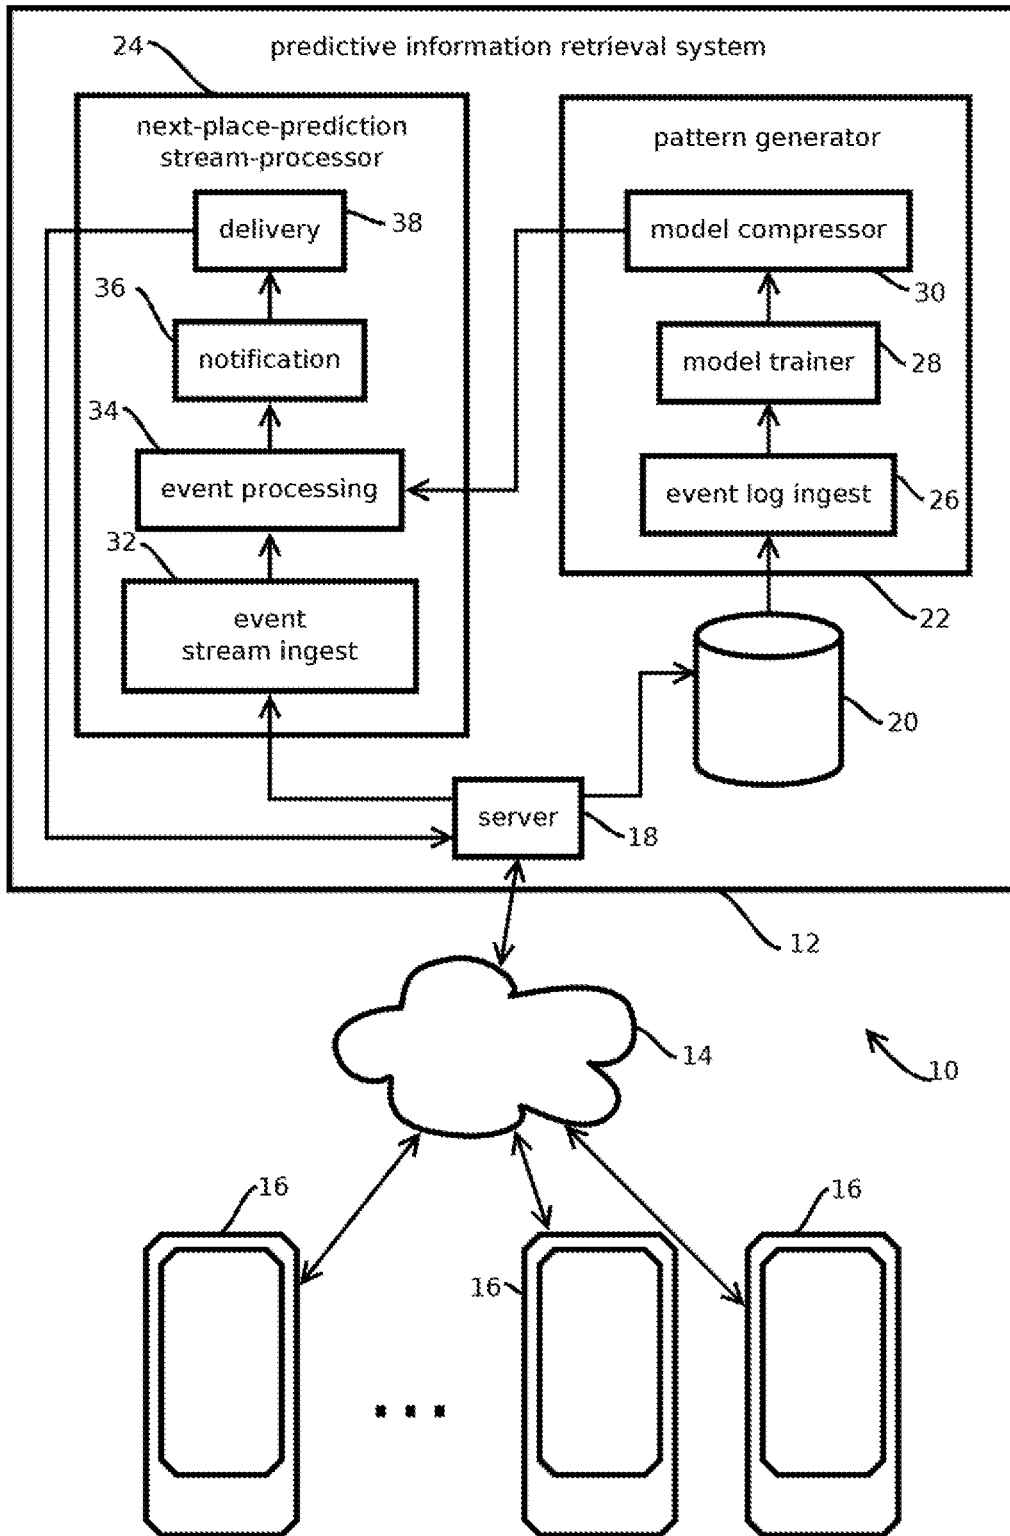 predictive information retrieval system
24
next-place-prediction
stream-processor
pattern generator
delivery
38
model compressor
30
36
notification
model trainer
28
34
event processing
event log ingest
26
32
event
stream ingest
22
20
server
18
12
14
10
16
16
16